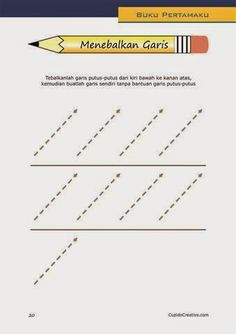 BUKU PERTAMAKU
Menebalkan Garis
Tebalkanlah garis putus-putus dari kiri bawah ke kanan atas,
kemudian buatlah garis sendiri tanpa bantuan garis putus-putus
20
CupidoCreative.com